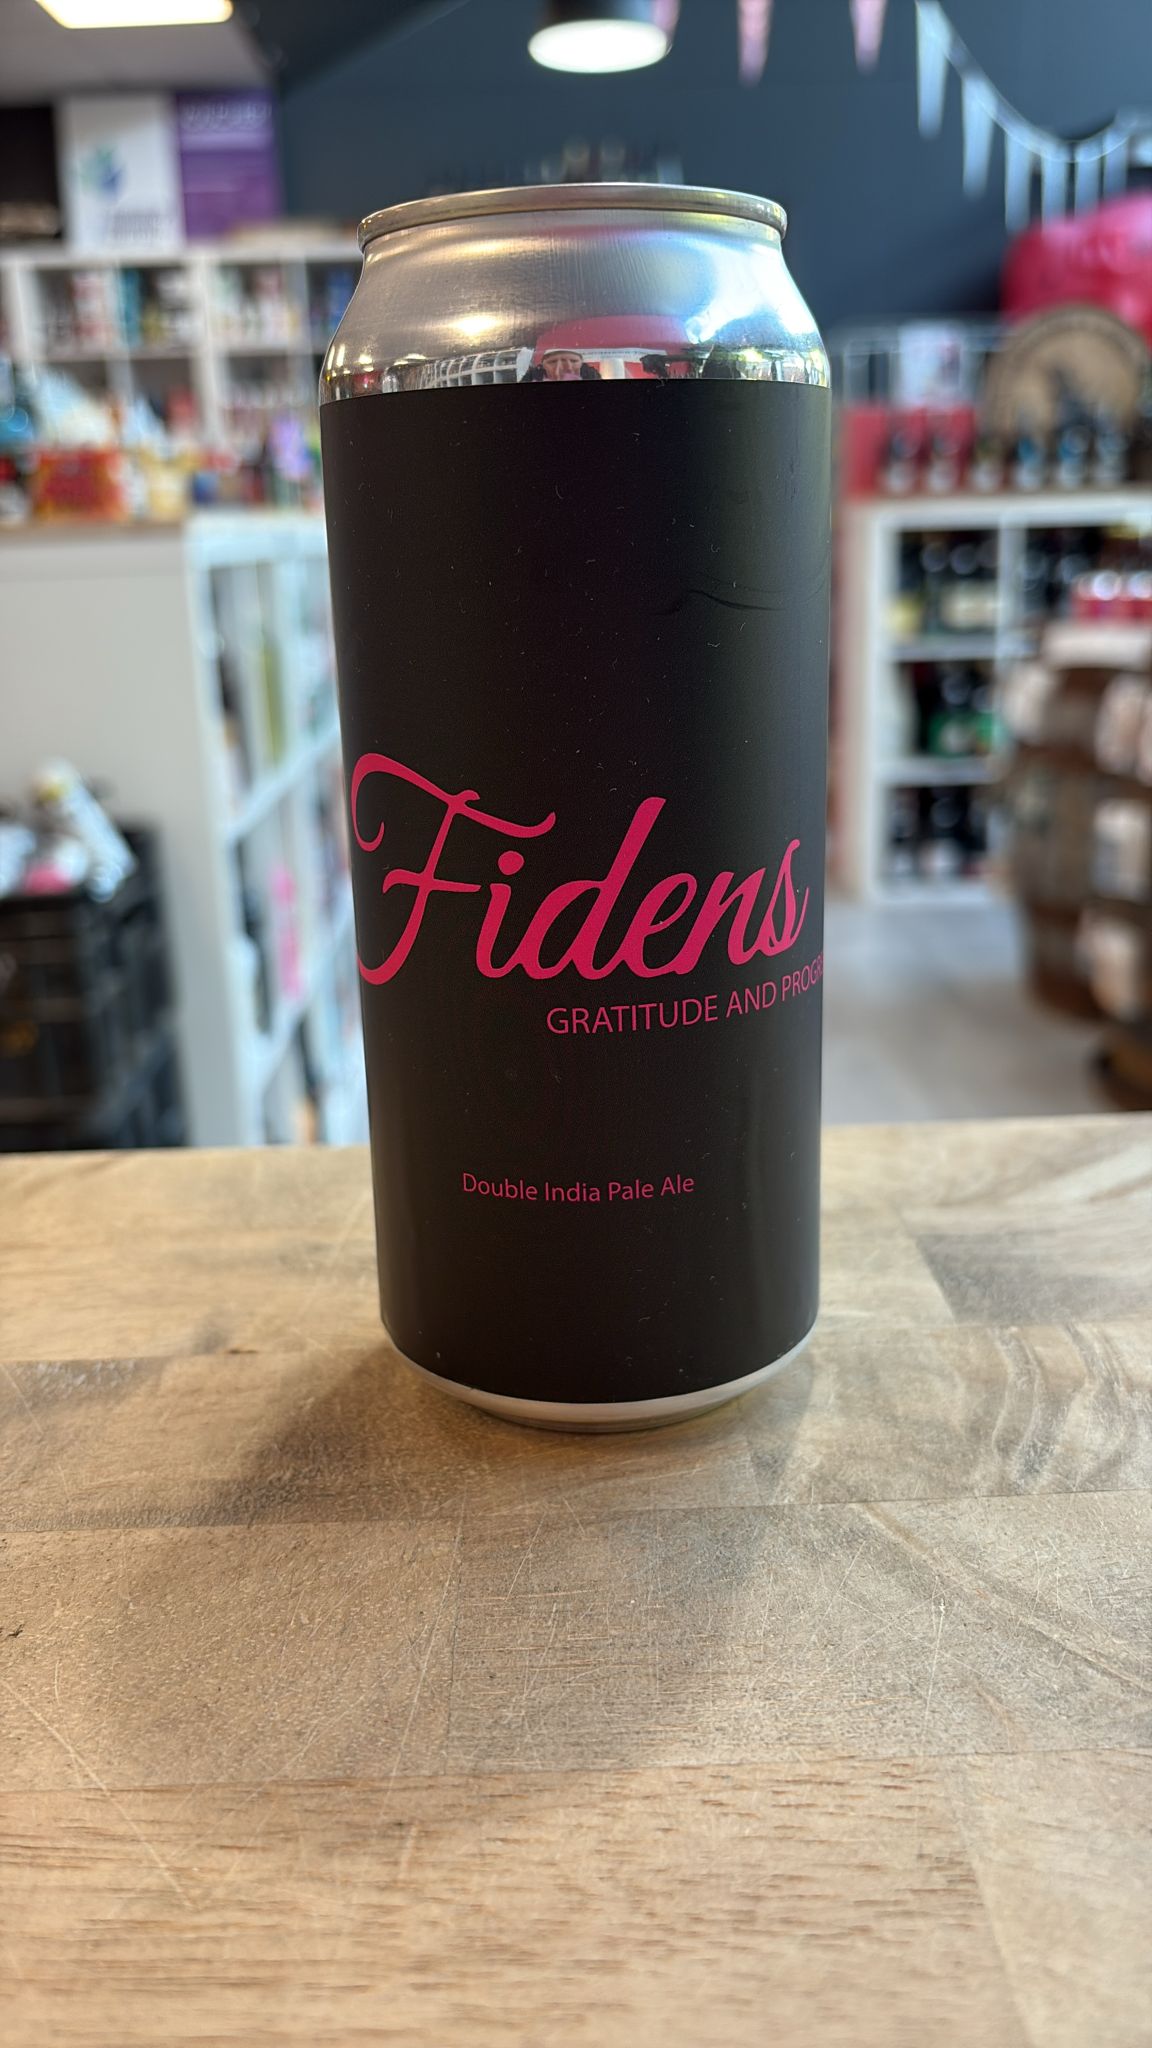 Fidens
GRATITUDE AND PROGR
Double India Pale Ale